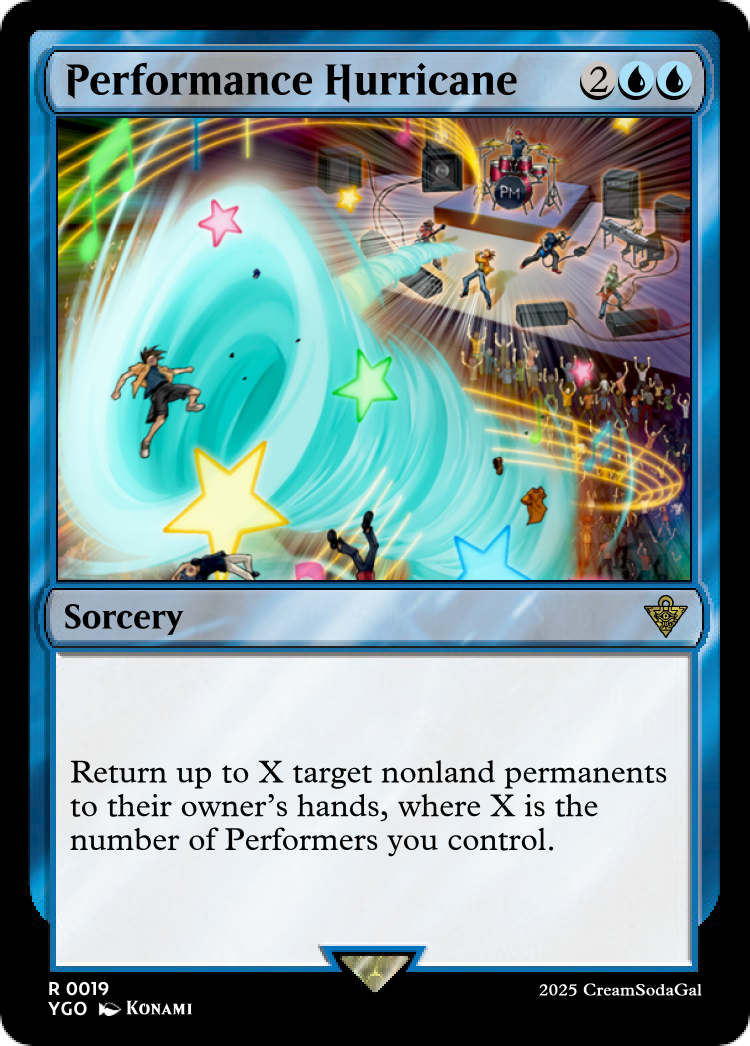 Performance Hurricane 2
PM
Sorcery
Return up to X target nonland permanents
to their owner's hands, where X is the
number of Performers you control.
R 0019
YGO KONAMI
2025 CreamSodaGal